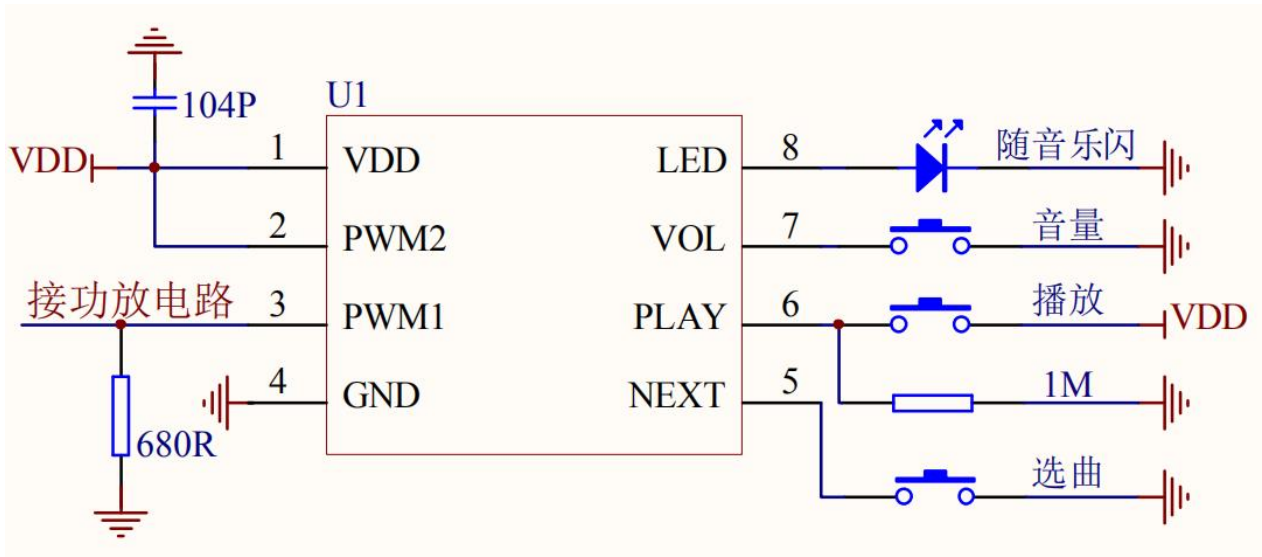 104P
U1
VDD 1 VDD LED 8 随音乐闪
2 PWM2 VOL 7 音量
接功放电路 3 PWM1 PLAY 6 播放 VDD
4 GND NEXT 5 1M
680R 选曲